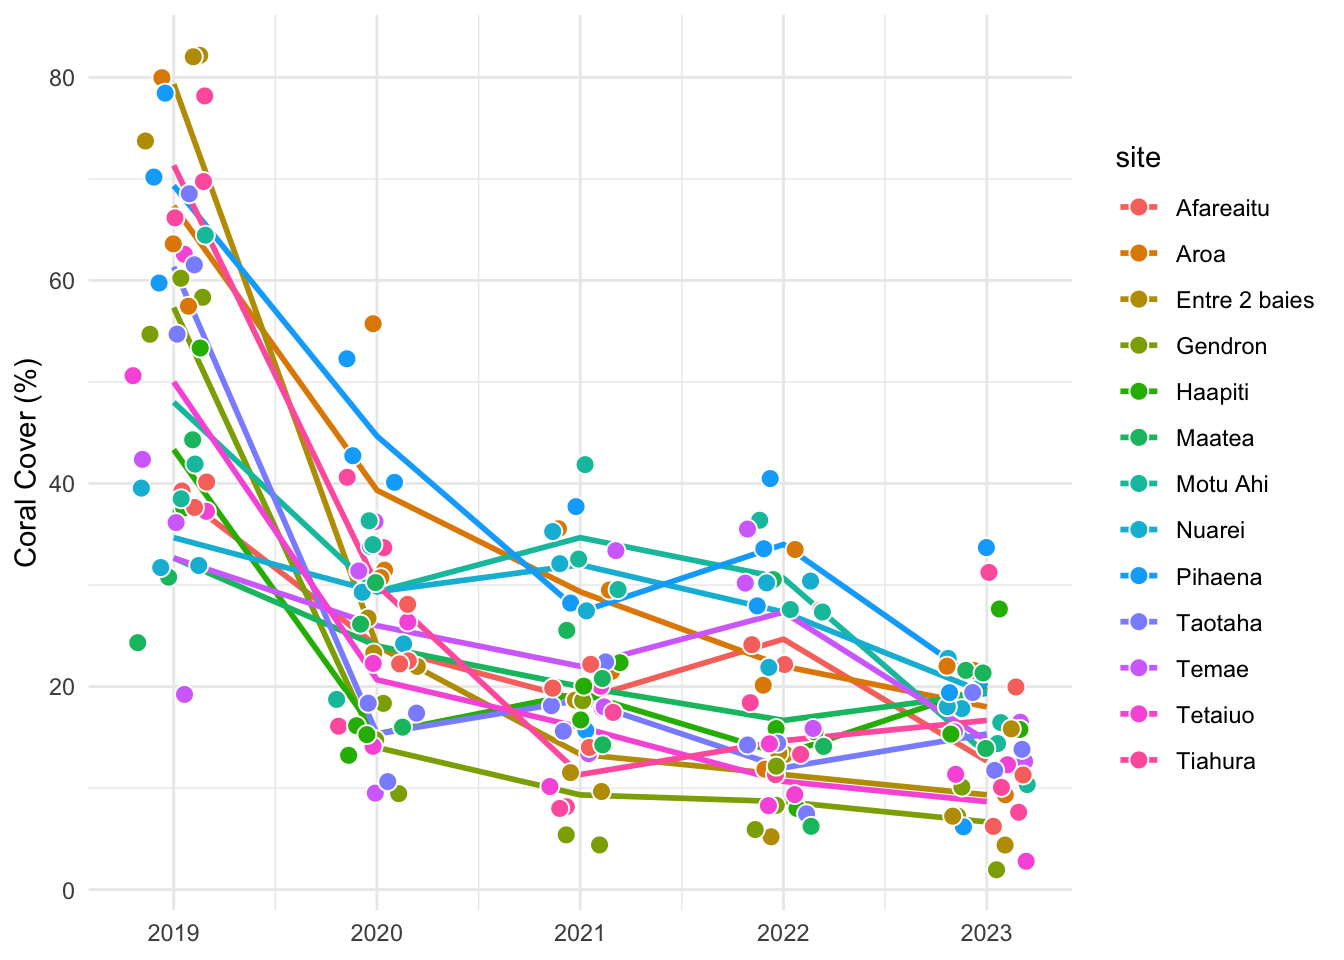 Coral Cover (%)
80
60
40
20
0
2019
2020
2021
2022
2023
site
Afareaitu
Aroa
Entre 2 baies
Gendron
Haapiti
Maatea
Motu Ahi
Nuarei
Pihaena
Taotaha
Temae
Tetaiuo
Tiahura